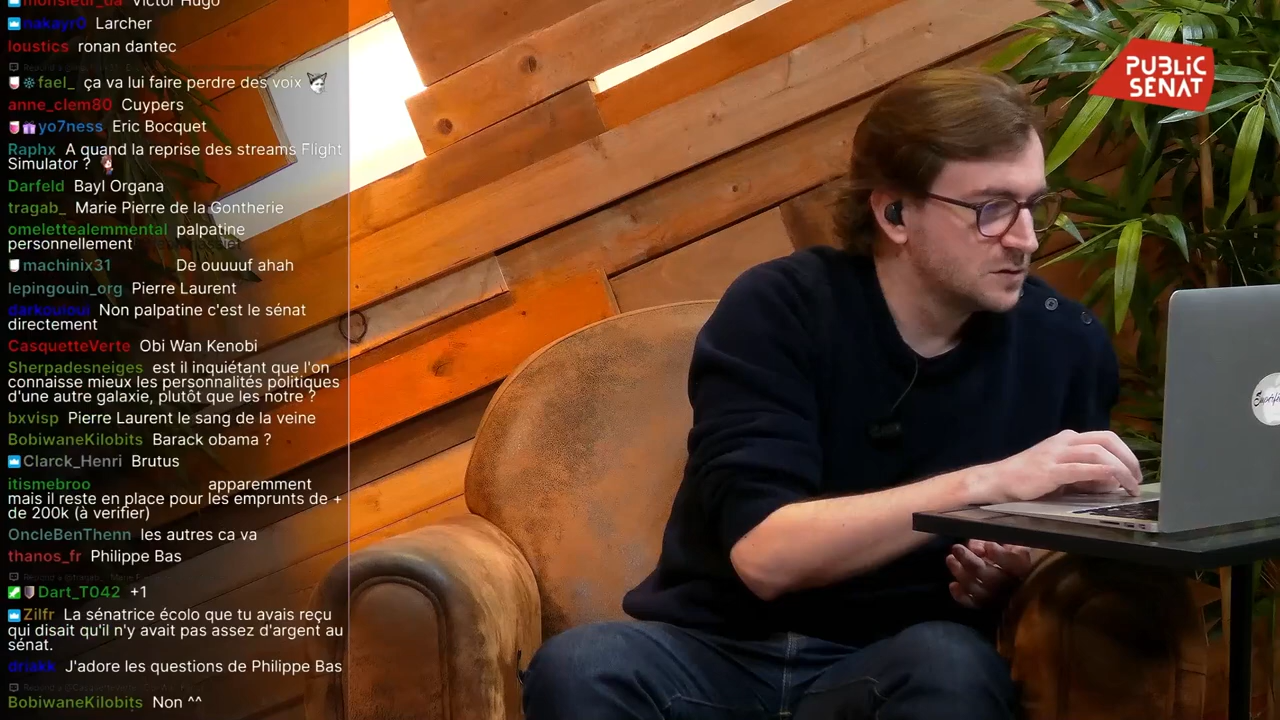 monsieur_da Victor Hugo
nakayr0 Larcher
loustics ronan dantec
fael_ ça va lui faire perdre des voix
anne_clem80 Cuypers
yo7ness Eric Bocquet
Raphx A quand la reprise des streams Flight
Simulator ?
Darfeld Bayl Organa
tragab_ Marie Pierre de la Gontherie
omelettealemmental palpatine
personnellement
machinix31 De ouuuuf ahah
lepingouin_org Pierre Laurent
darkouioui Non palpatine c'est le sénat
directement
CasquetteVerte Obi Wan Kenobi
Sherpadesneiges est il inquiétant que l'on
connaisse mieux les personnalités politiques
d'une autre galaxie, plutôt que les notre ?
bxvisp Pierre Laurent le sang de la veine
BobiwaneKilobits Barack obama ?
Clarck_Henri Brutus
itismebroo apparemment
mais il reste en place pour les emprunts de +
de 200k (à verifier)
OncleBenThenn les autres ca va
thanos_fr Philippe Bas
Dart_T042 +1
Zilfr La sénatrice écolo que tu avais reçu
qui disait qu'il n'y avait pas assez d'argent au
sénat.
driakk J'adore les questions de Philippe Bas
BobiwaneKilobits Non ^^
PUBLIC
SÉNAT